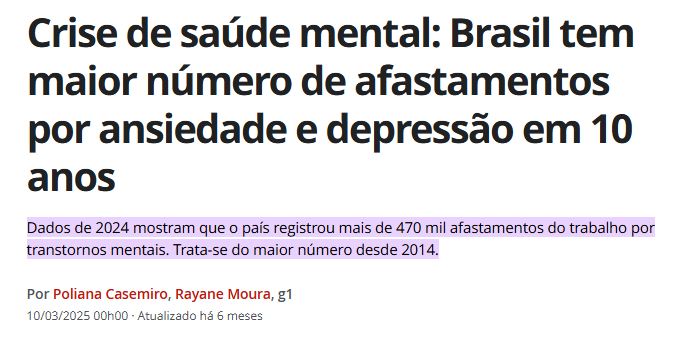 Crise de saúde mental: Brasil tem
maior número de afastamentos
por ansiedade e depressão em 10
anos
Dados de 2024 mostram que o país registrou mais de 470 mil afastamentos do trabalho por
transtornos mentais. Trata-se do maior número desde 2014.
Por Poliana Casemiro, Rayane Moura, g1
10/03/2025 00h00 · Atualizado há 6 meses